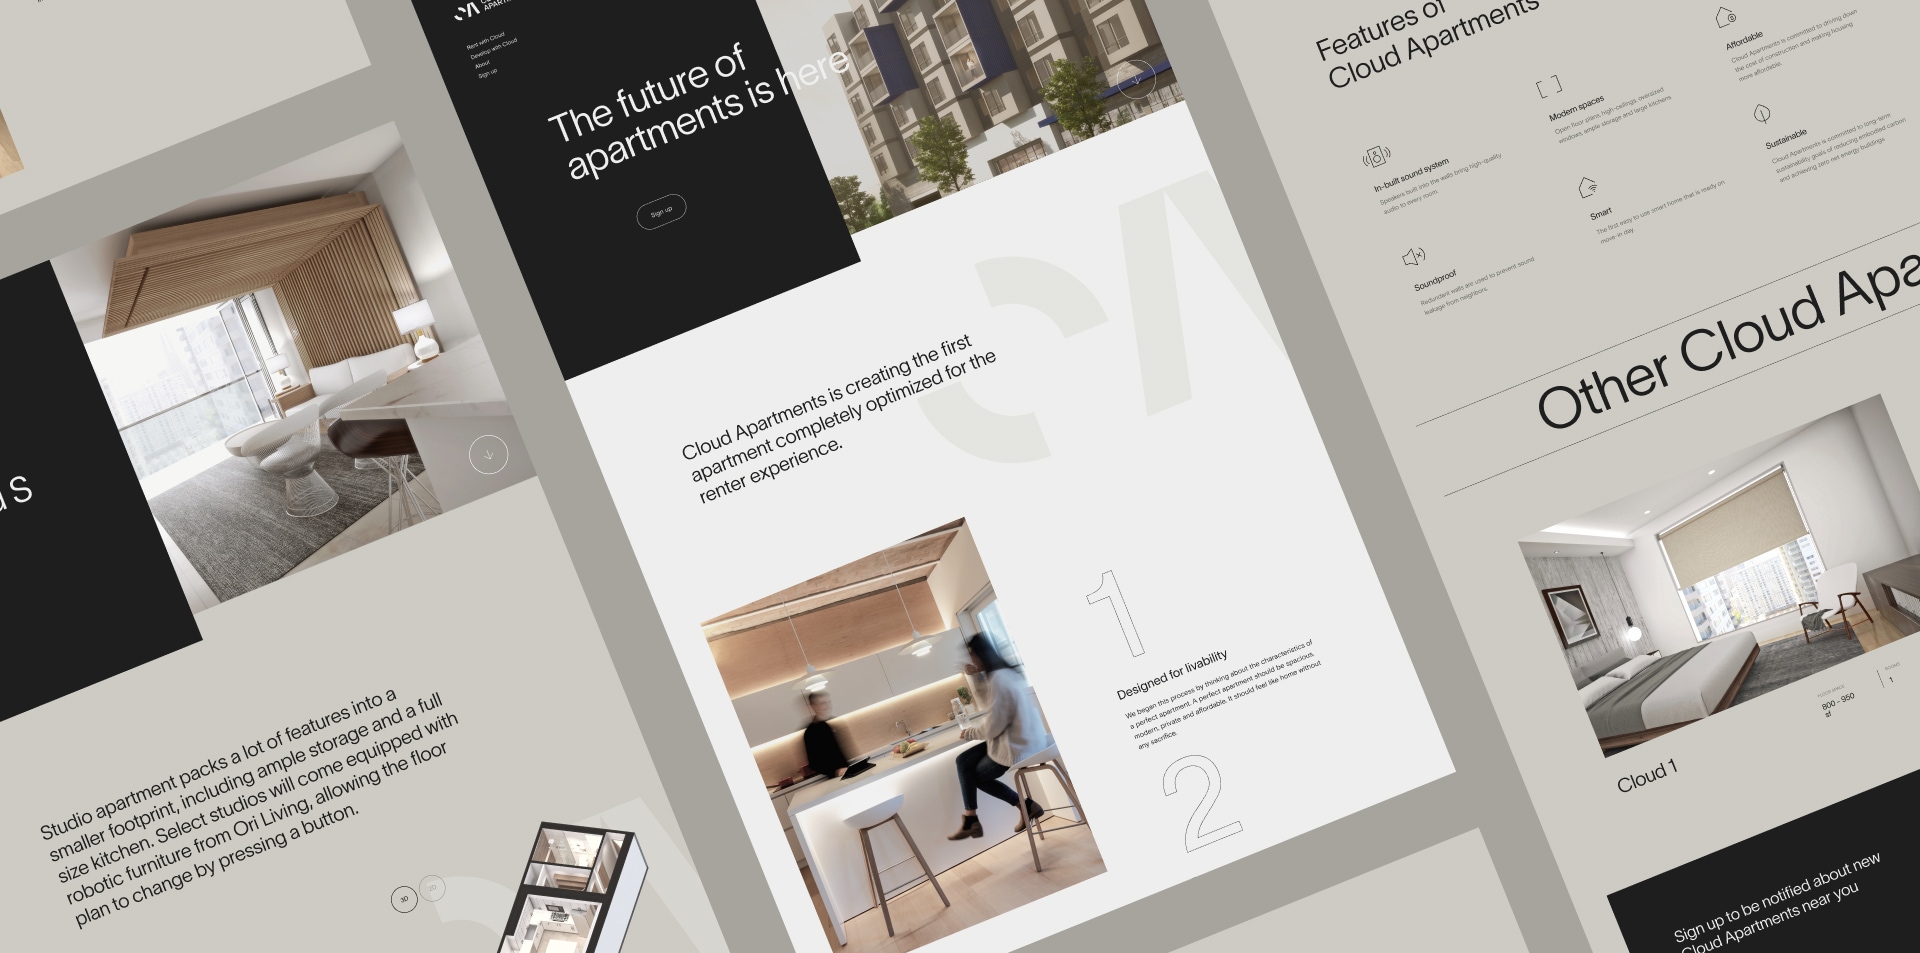 APARTM
Rent with Cloud
Develop with Cloud
About
Sign up
The future of
apartments is here
Sign up
Cloud Apartments is creating the first
apartment completely optimized for the
renter experience.
1
Designed for livability
We began this process by thinking about the characteristics of
a perfect apartment. A perfect apartment should be spacious,
modern, private and affordable. It should feel like home without
any sacrifice.
2
Studio apartment packs a lot of features into a
smaller footprint, including ample storage and a full
size kitchen. Select studios will come equipped with
robotic furniture from Ori Living, allowing the floor
plan to change by pressing a button.
3D
2D
Features of
Cloud Apartments
In-built sound system
Speakers built into the walls bring high-quality
audio to every room.
Soundproof
Redundant walls are used to prevent sound
leakage from neighbors.
Modern spaces
Open floor plans, high-ceilings, oversized
windows, ample storage and large kitchens
Smart
The first easy to use smart home that is ready on
move-in day
Affordable
Cloud Apartments is committed to driving down
the cost of construction and making housing
more affordable.
Sustainable
Cloud Apartments is committed to long-term
sustainability goals of reducing embodied carbon
and achieving zero net energy buildings
Other Cloud Apa
Cloud 1
FLOOR SPACE
800 - 950
sf
1
Sign up to be notified about new
Cloud Apartments near you